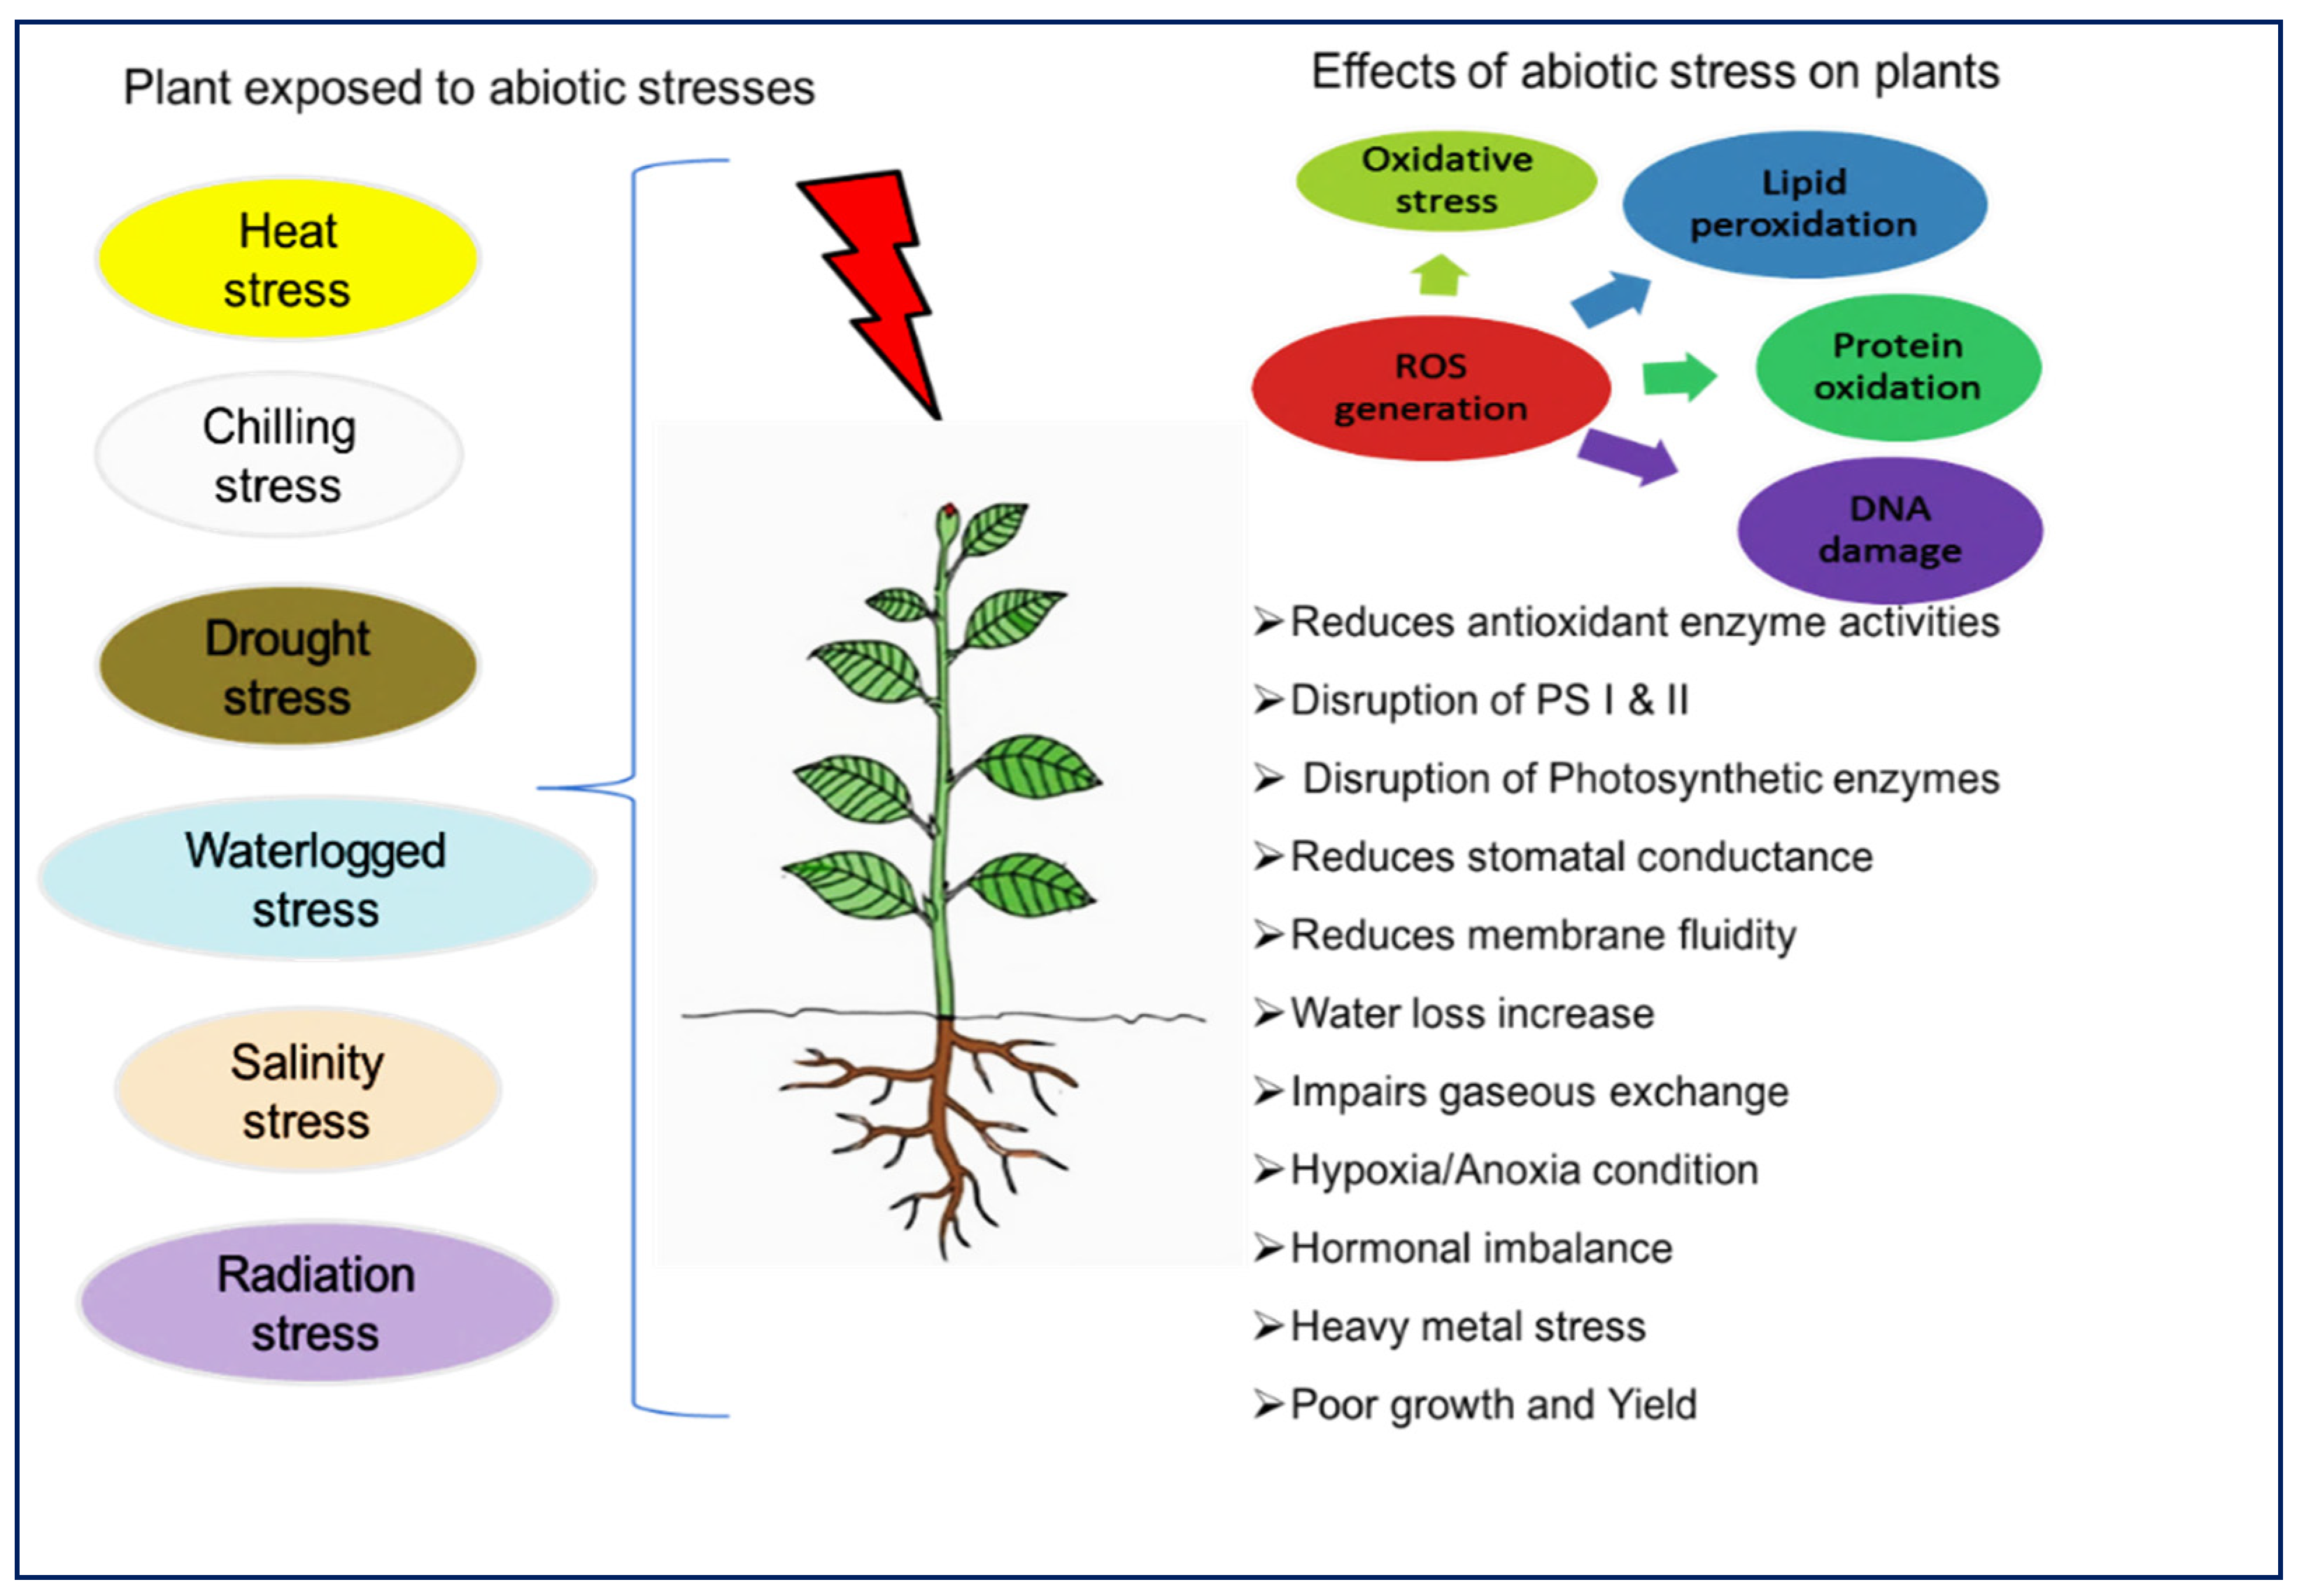 Plant exposed to abiotic stresses
Heat
stress
Chilling
stress
Drought
stress
Waterlogged
stress
Salinity
stress
Radiation
stress
Effects of abiotic stress on plants
Oxidative
stress
Lipid
peroxidation
ROS
generation
Protein
oxidation
DNA
damage
➢Reduces antioxidant enzyme activities
➢Disruption of PS I & II
➢ Disruption of Photosynthetic enzymes
➢Reduces stomatal conductance
➢Reduces membrane fluidity
➢Water loss increase
➢Impairs gaseous exchange
➢Hypoxia/Anoxia condition
➢Hormonal imbalance
➢Heavy metal stress
➢Poor growth and Yield